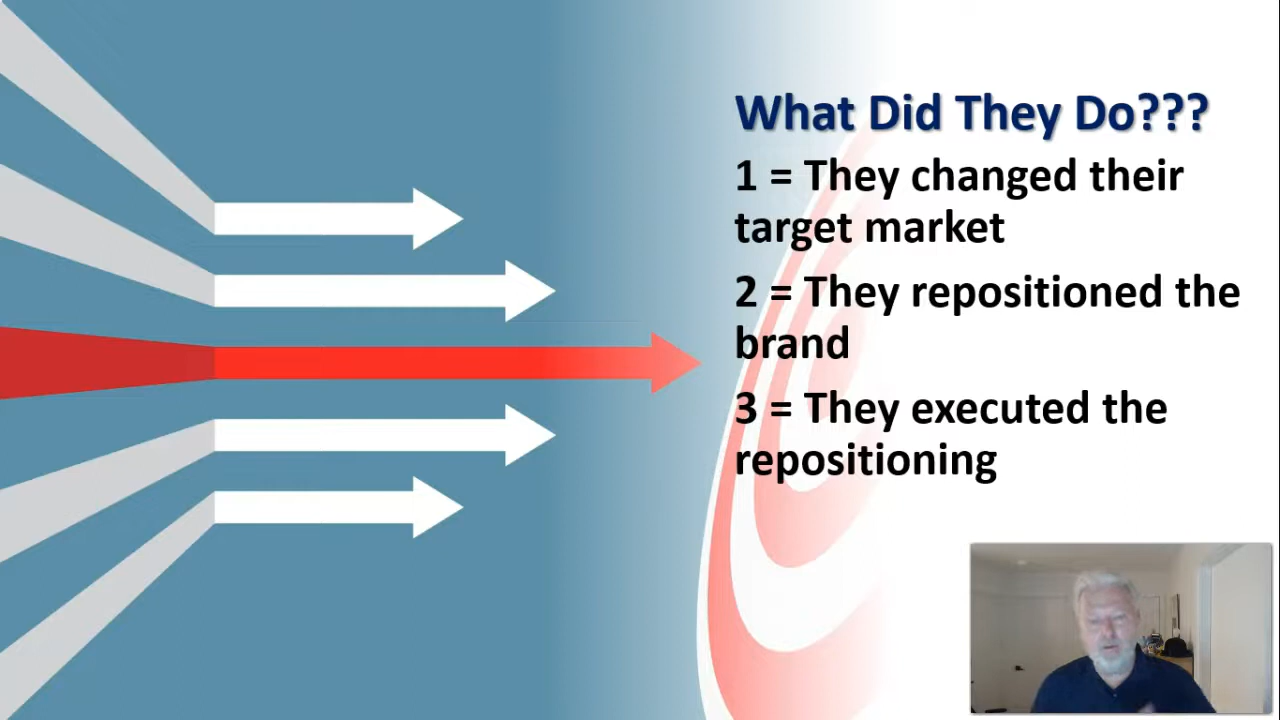 What Did They Do???
1 = They changed their
target market
2 = They repositioned the
brand
3 = They executed the
repositioning